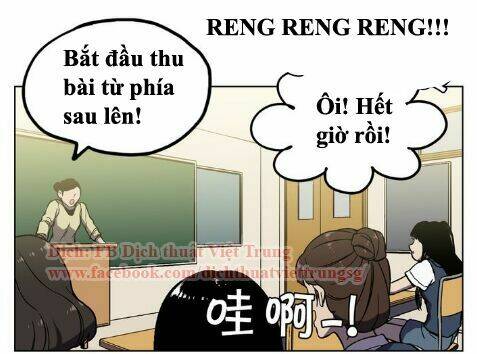 RENG RENG RENG!!!
Bắt đầu thu
bài từ phía
sau lên!
Ôi! Hết
giờ rồi!
Dịch: FB Dịch thuật Việt Trung
www.facebook.com/dichthuatviettrungsg
哇啊-!